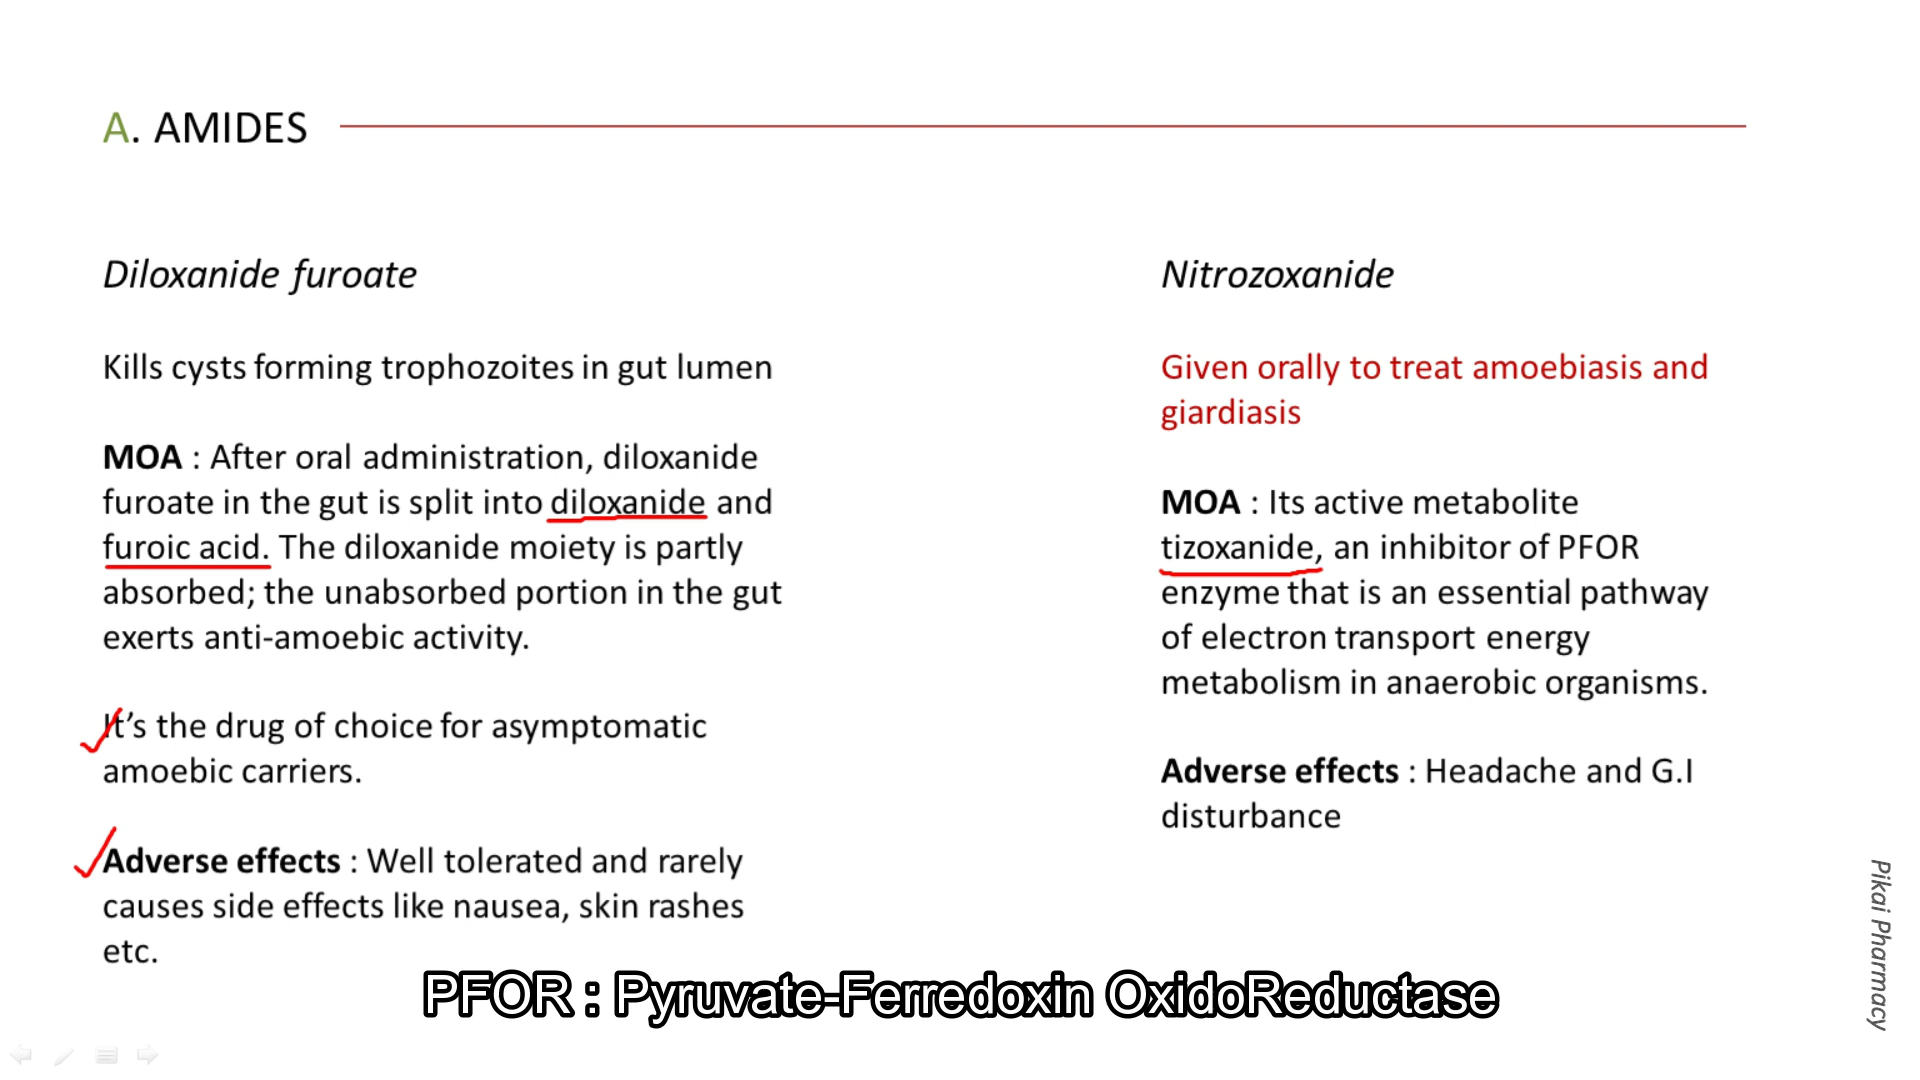 A. AMIDES
Diloxanide furoate
Kills cysts forming trophozoites in gut lumen
MOA : After oral administration, diloxanide
furoate in the gut is split into diloxanide and
furoic acid. The diloxanide moiety is partly
absorbed; the unabsorbed portion in the gut
exerts anti-amoebic activity.
It’s the drug of choice for asymptomatic
amoebic carriers.
Adverse effects : Well tolerated and rarely
causes side effects like nausea, skin rashes
etc.
Nitrozoxanide
Given orally to treat amoebiasis and
giardiasis
MOA : Its active metabolite
tizoxanide, an inhibitor of PFOR
enzyme that is an essential pathway
of electron transport energy
metabolism in anaerobic organisms.
Adverse effects : Headache and G.I
disturbance
PFOR : Pyruvate-Ferredoxin OxidoReductase
Pikai Pharmacy